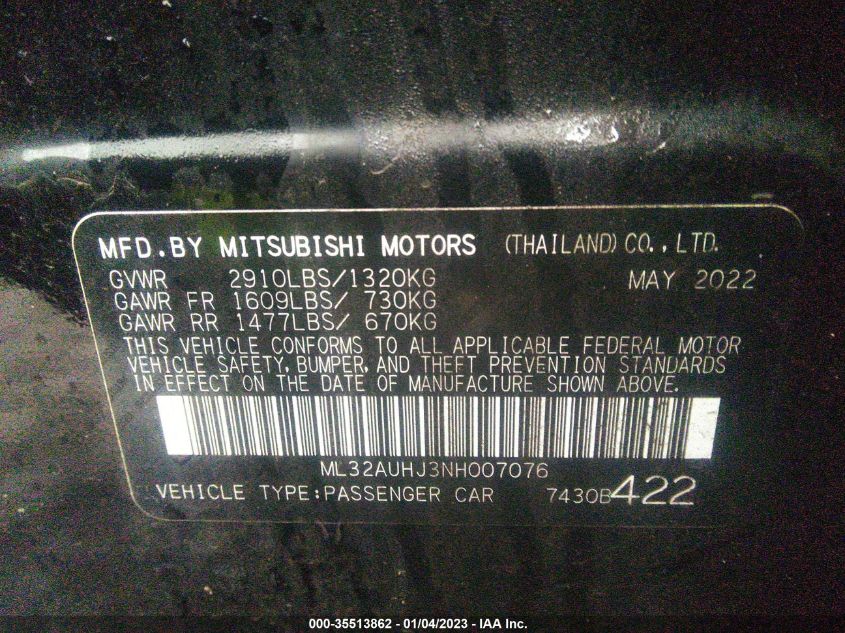 MFD.BY MITSUBISHI MOTORS (THAILAND) CO., LTD.
GVWR 2910LBS/1320KG MAY 2022
GAWR FR 1609LBS/ 730KG
GAWR RR 1477LBS/ 670KG
THIS VEHICLE CONFORMS TO ALL APPLICABLE FEDERAL MOTOR
VEHICLE SAFETY, BUMPER, AND THEFT PREVENTION STANDARDS
IN EFFECT ON THE DATE OF MANUFACTURE SHOWN ABOVE.
ML32AUHJ3NH007076
VEHICLE TYPE:PASSENGER CAR 7430B422
000-35513862 - 01/04/2023 - IAA Inc.